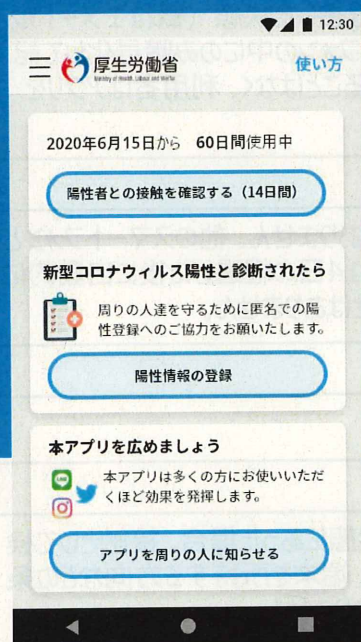 12:30
厚生労働省
Ministry of Health, Labour and Welfare
使い方
2020年6月15日から 60日間使用中
陽性者との接触を確認する（14日間）
新型コロナウィルス陽性と診断されたら
周りの人達を守るために匿名での陽
性登録へのご協力をお願いたします。
陽性情報の登録
本アプリを広めましょう
LINE
本アプリは多くの方にお使いいただ
くほど効果を発揮します。
アプリを周りの人に知らせる